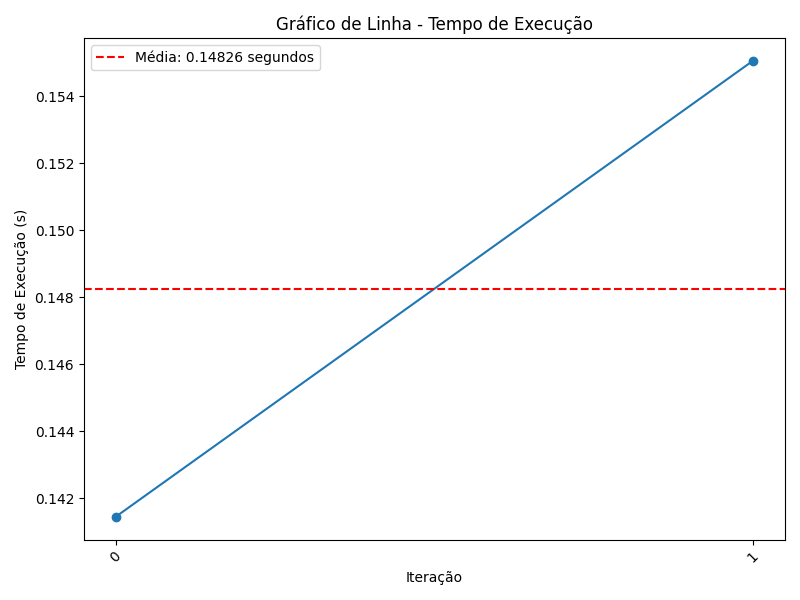 Gráfico de Linha - Tempo de Execução
Média: 0.14826 segundos
Tempo de Execução (s)
0.154
0.152
0.150
0.148
0.146
0.144
0.142
0
1
Iteração